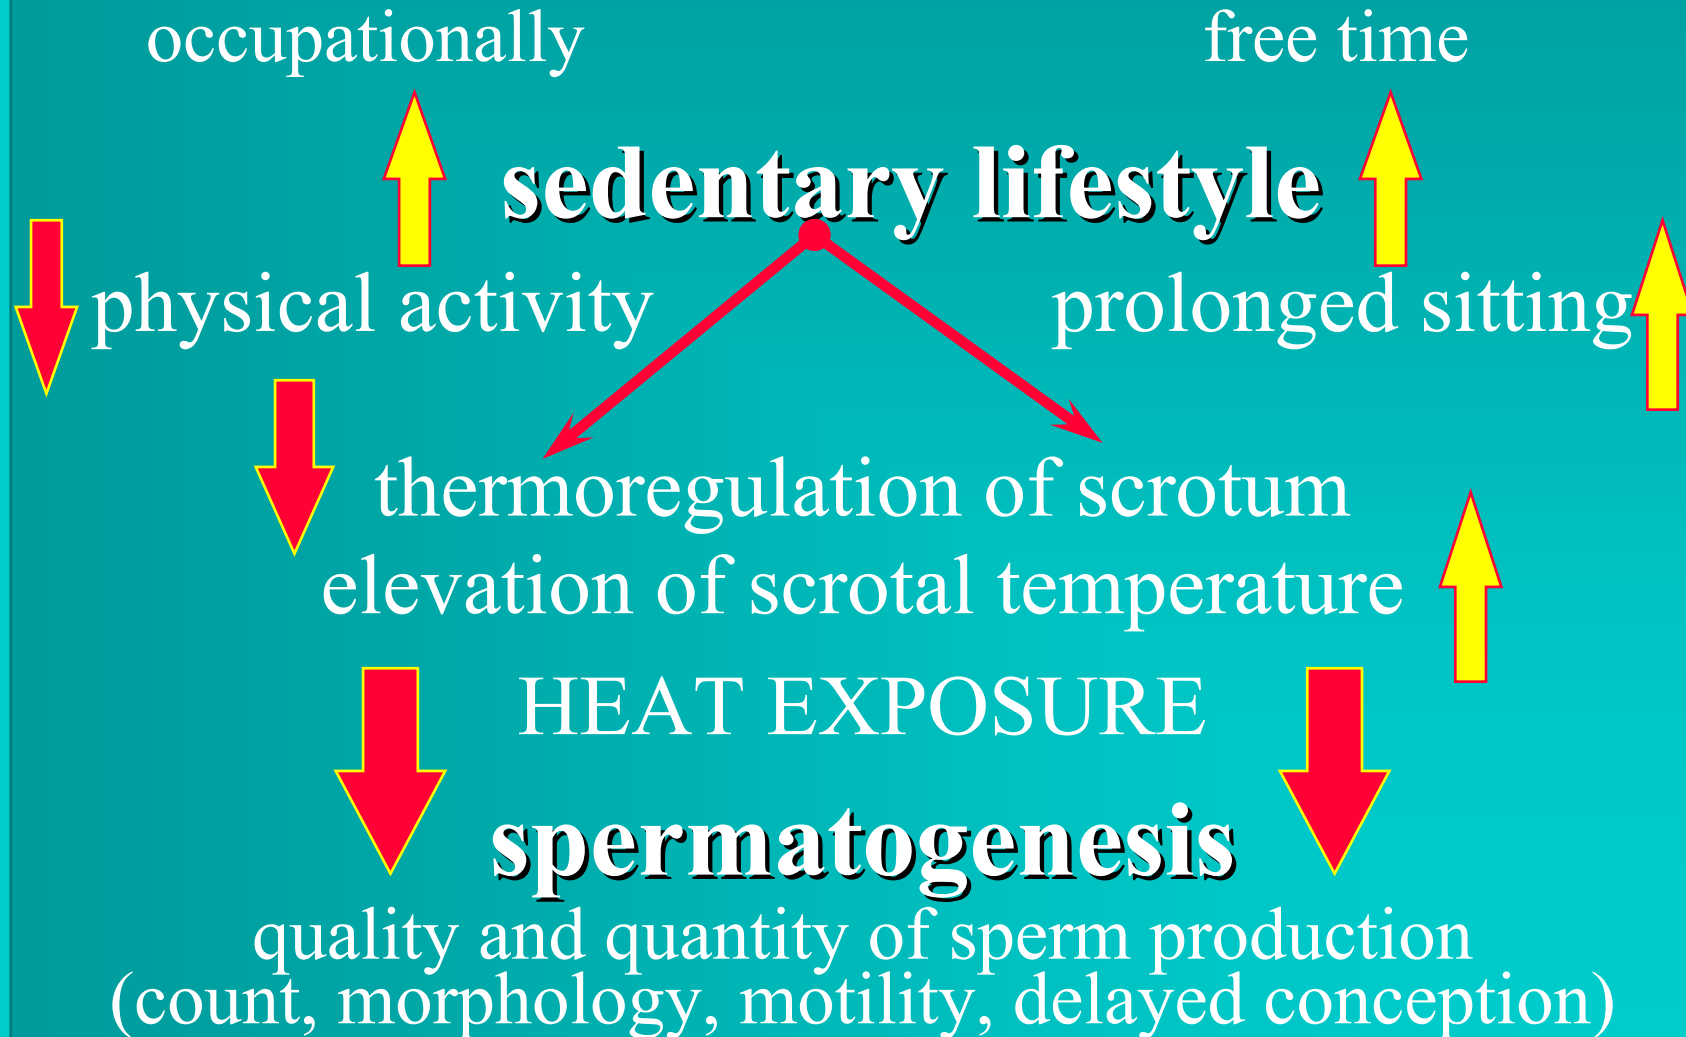 occupationally free time
sedentary lifestyle
physical activity prolonged sitting
thermoregulation of scrotum
elevation of scrotal temperature
HEAT EXPOSURE
spermatogenesis
quality and quantity of sperm production
(count, morphology, motility, delayed conception)